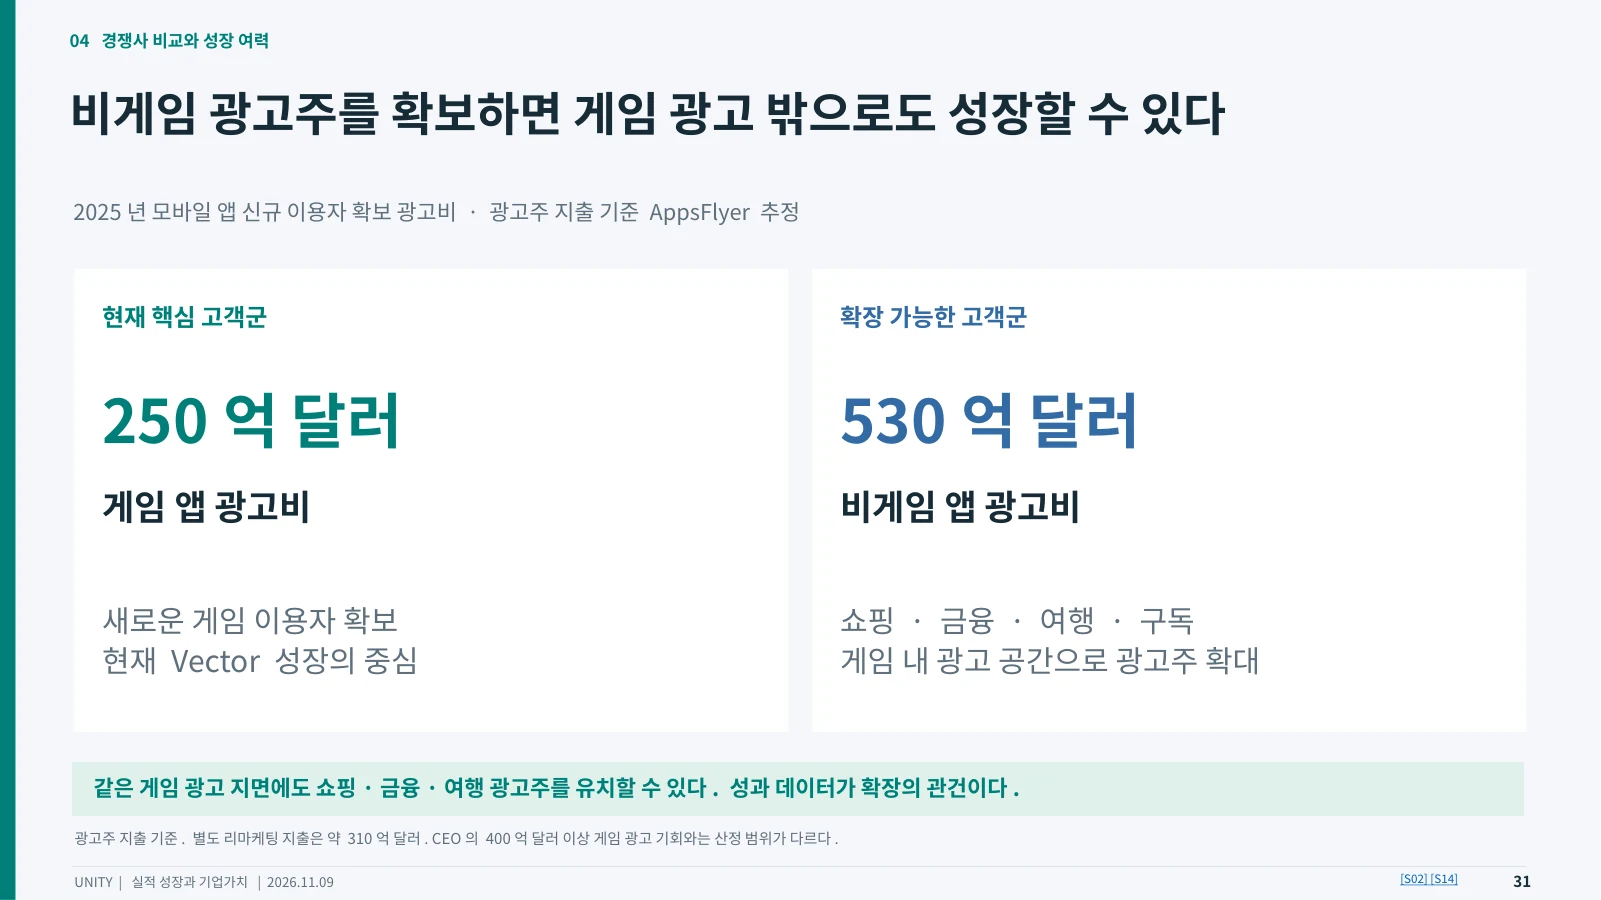 04 경쟁사 비교와 성장 여력
비게임 광고주를 확보하면 게임 광고 밖으로도 성장할 수 있다
2025 년 모바일 앱 신규 이용자 확보 광고비 · 광고주 지출 기준 AppsFlyer 추정
현재 핵심 고객군
250 억 달러
게임 앱 광고비
새로운 게임 이용자 확보
현재 Vector 성장의 중심
확장 가능한 고객군
530 억 달러
비게임 앱 광고비
쇼핑 · 금융 · 여행 · 구독
게임 내 광고 공간으로 광고주 확대
같은 게임 광고 지면에도 쇼핑 · 금융 · 여행 광고주를 유치할 수 있다 . 성과 데이터가 확장의 관건이다 .
광고주 지출 기준 . 별도 리마케팅 지출은 약 310 억 달러 . CEO 의 400 억 달러 이상 게임 광고 기회와는 산정 범위가 다르다 .
UNITY | 실적 성장과 기업가치 | 2026.11.09
[S02] [S14]
31